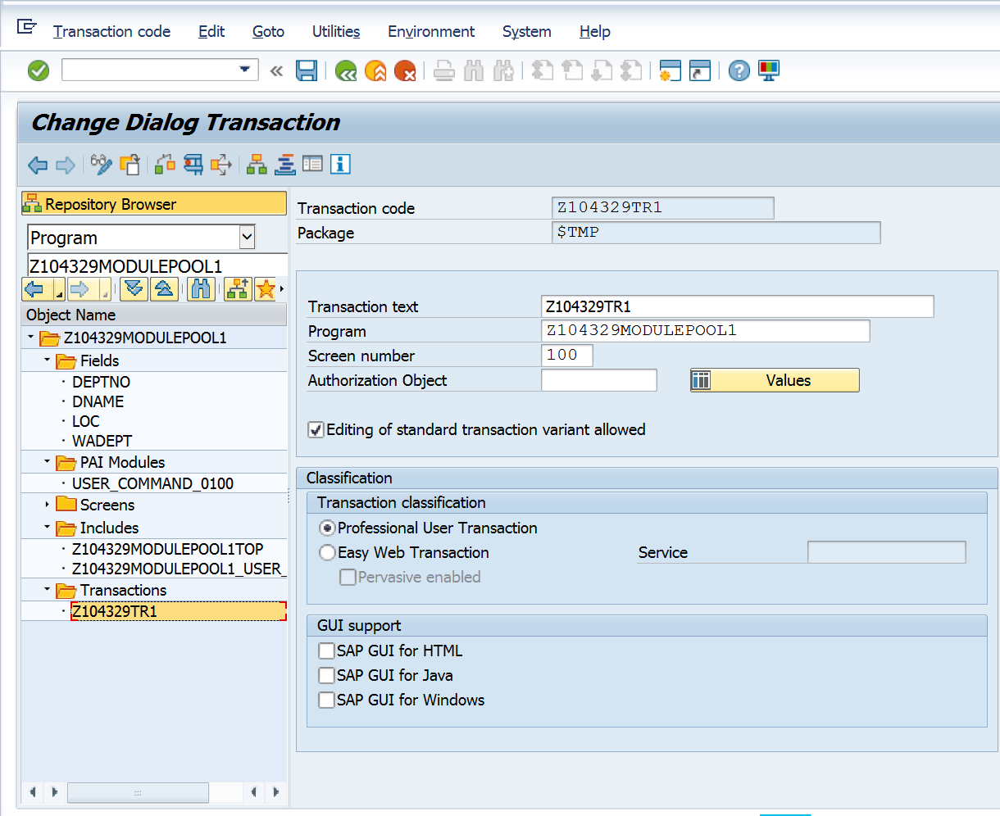 Transaction code Edit Goto Utilities Environment System Help
Change Dialog Transaction
Repository Browser
Program
Z104329MODULEPOOL1
Object Name
Z104329MODULEPOOL1
Fields
DEPTNO
DNAME
LOC
WADEPT
PAI Modules
USER_COMMAND_0100
Screens
Includes
Z104329MODULEPOOL1TOP
Z104329MODULEPOOL1_USER_
Transactions
Z104329TR1
Transaction code Z104329TR1
Package $TMP
Transaction text Z104329TR1
Program Z104329MODULEPOOL1
Screen number 100
Authorization Object Values
Editing of standard transaction variant allowed
Classification
Transaction classification
Professional User Transaction
Easy Web Transaction Service
Pervasive enabled
GUI support
SAP GUI for HTML
SAP GUI for Java
SAP GUI for Windows